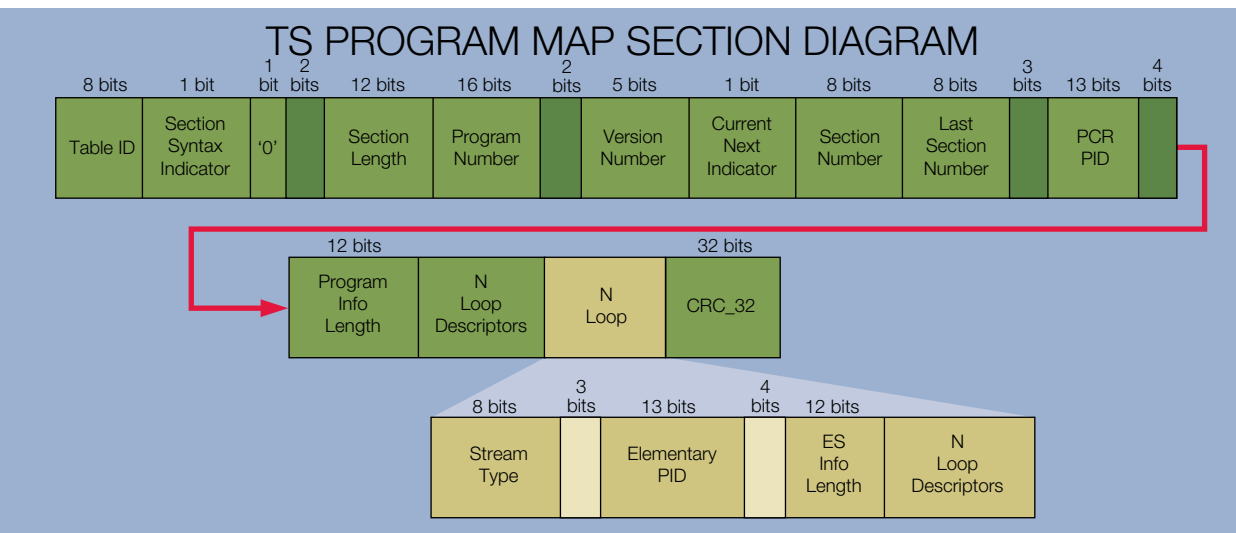 TS PROGRAM MAP SECTION DIAGRAM
8 bits
1 bit
1
bit
2
bits
12 bits
16 bits
2
bits
5 bits
1 bit
8 bits
8 bits
3
bits
13 bits
4
bits
Table ID
Section
Syntax
Indicator
‘0’
Section
Length
Program
Number
Version
Number
Current
Next
Indicator
Section
Number
Last
Section
Number
PCR
PID
12 bits
32 bits
Program
Info
Length
N
Loop
Descriptors
N
Loop
CRC_32
8 bits
3
bits
13 bits
4
bits
12 bits
Stream
Type
Elementary
PID
ES
Info
Length
N
Loop
Descriptors